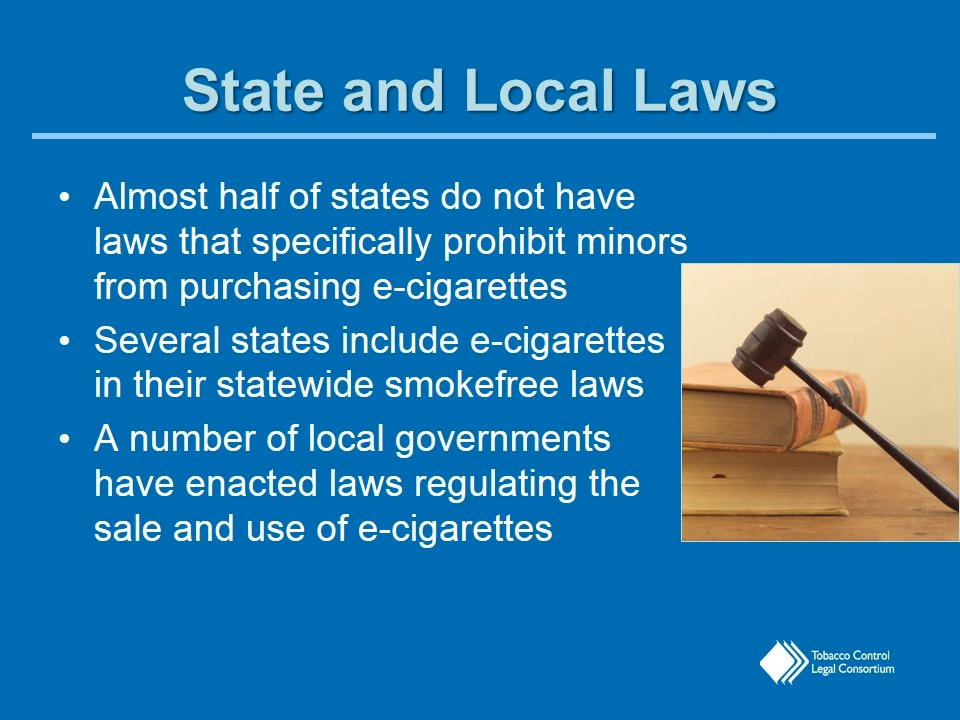 State and Local Laws
• Almost half of states do not have
laws that specifically prohibit minors
from purchasing e-cigarettes
• Several states include e-cigarettes
in their statewide smokefree laws
• A number of local governments
have enacted laws regulating the
sale and use of e-cigarettes
Tobacco Control
Legal Consortium